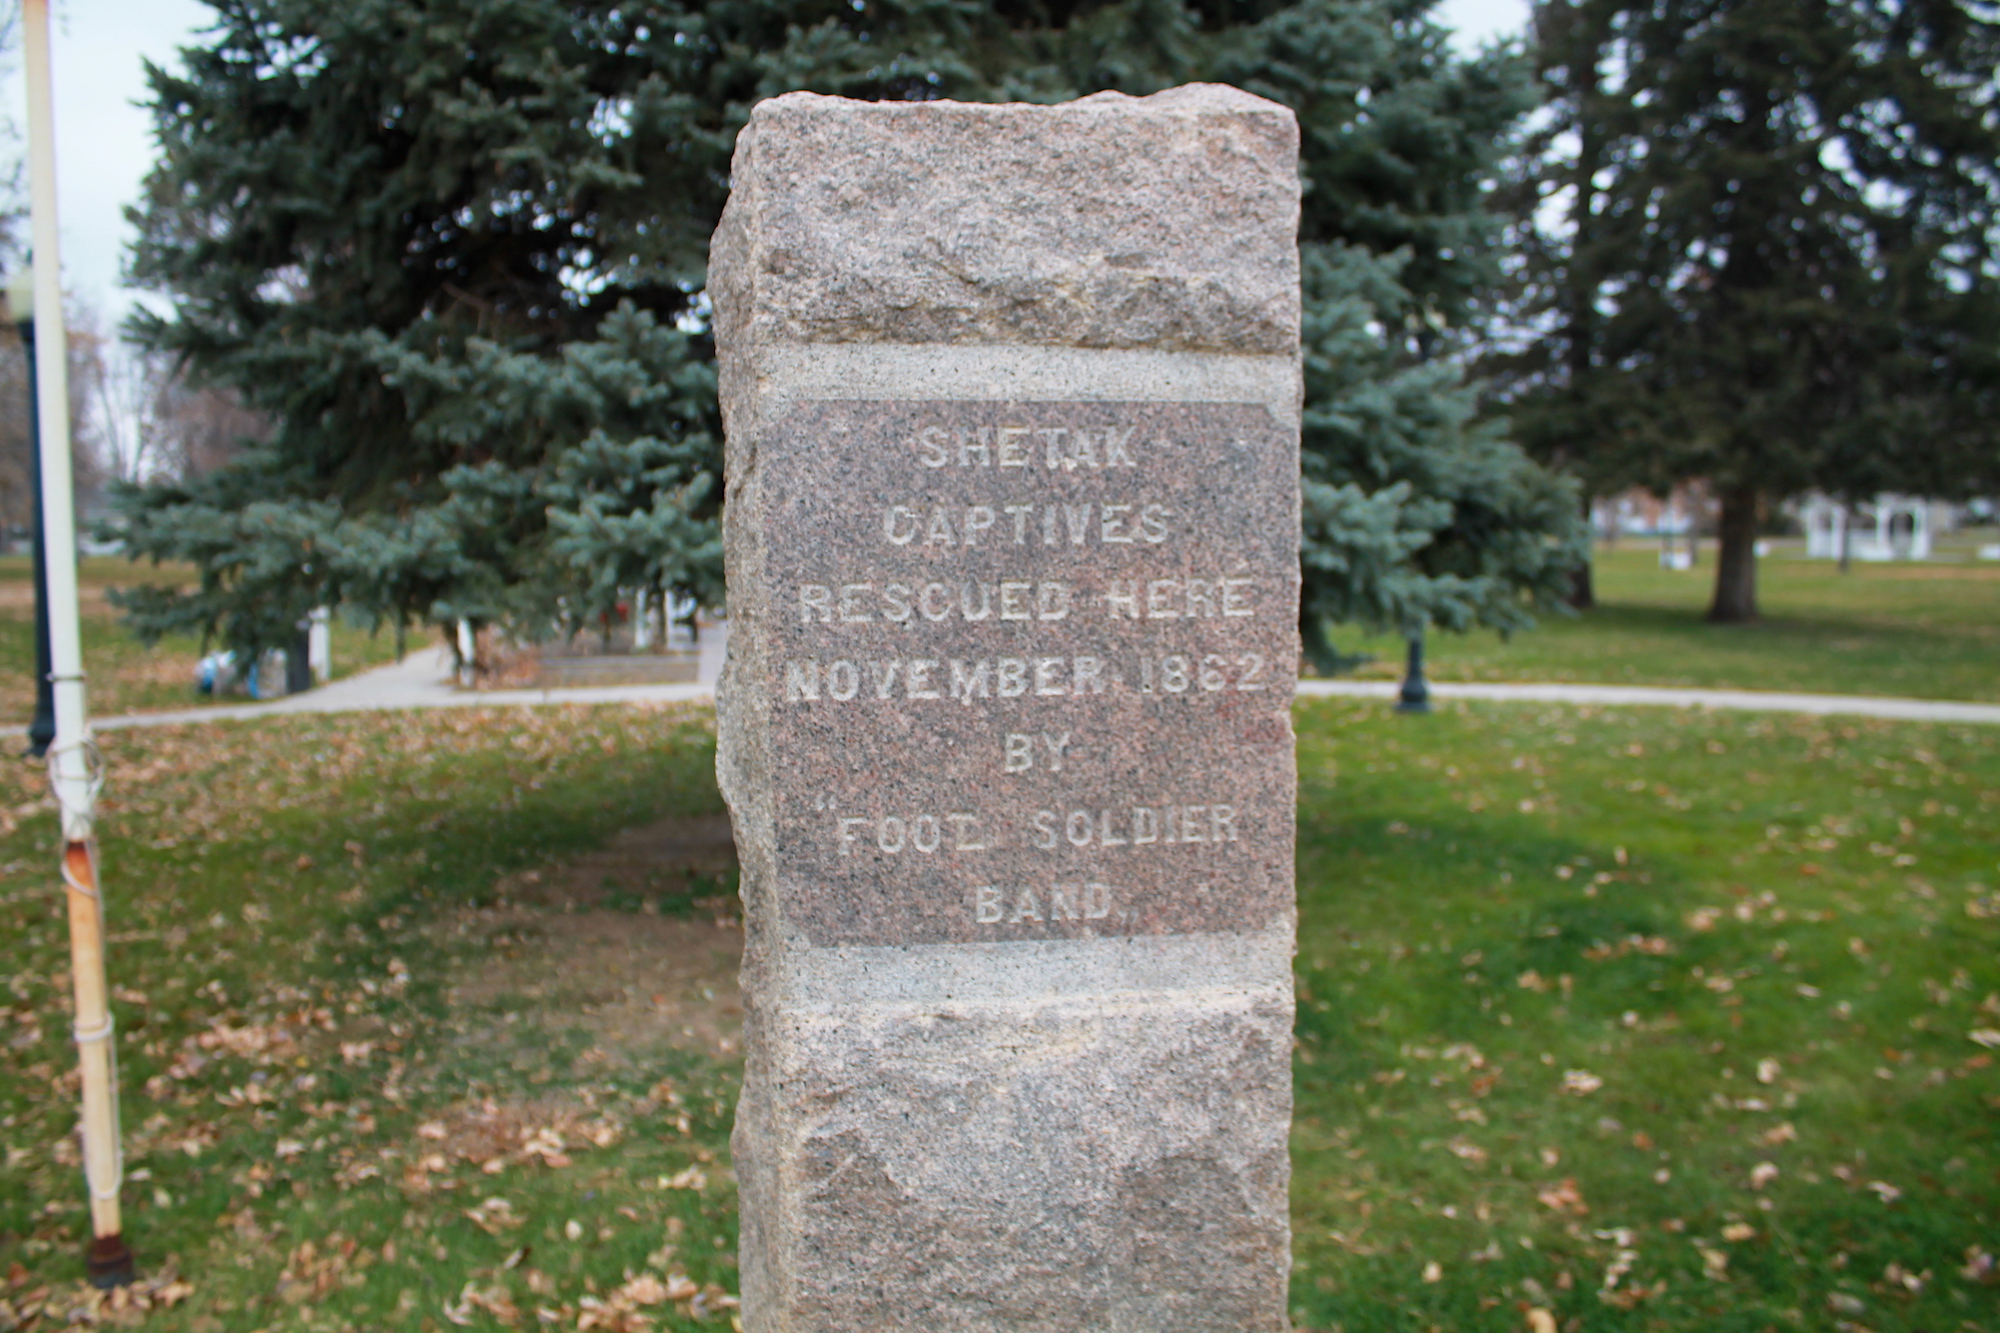 SHETAK
CAPTIVES
RESCUED HERE
NOVEMBER 1862
BY
"FOOL SOLDIER
BAND"